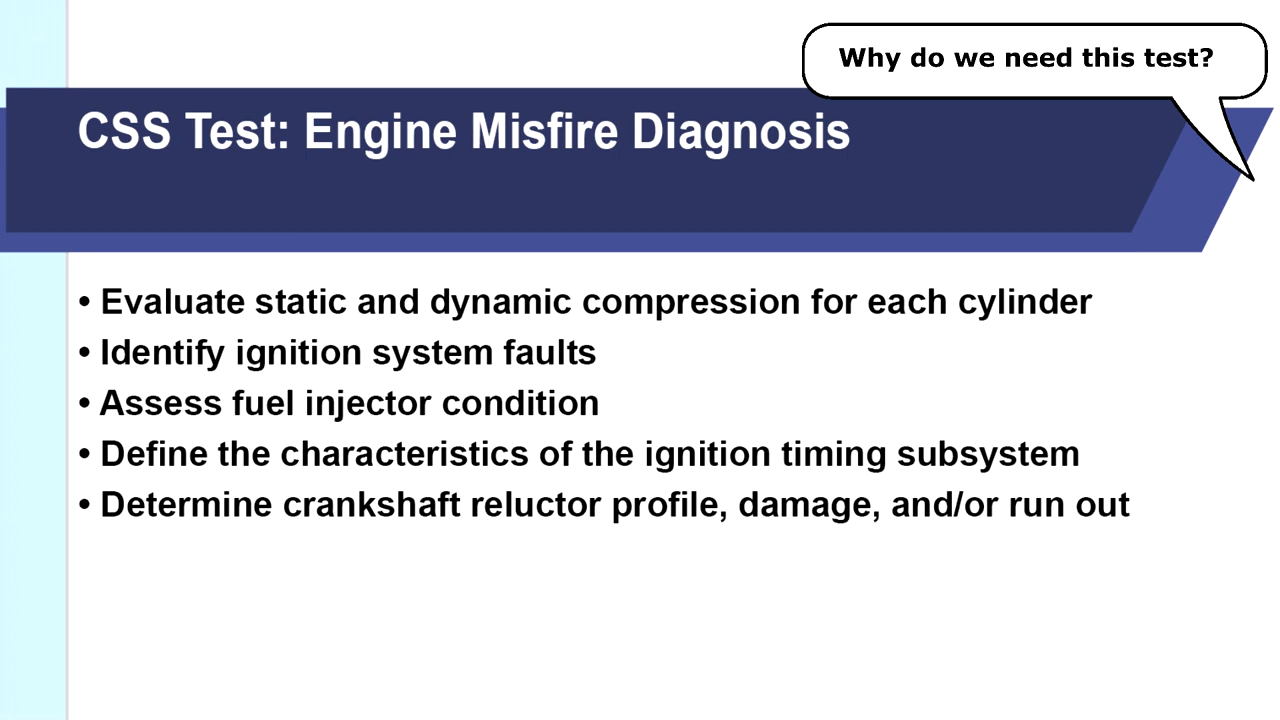 Why do we need this test?
CSS Test: Engine Misfire Diagnosis
• Evaluate static and dynamic compression for each cylinder
• Identify ignition system faults
• Assess fuel injector condition
• Define the characteristics of the ignition timing subsystem
• Determine crankshaft reluctor profile, damage, and/or run out